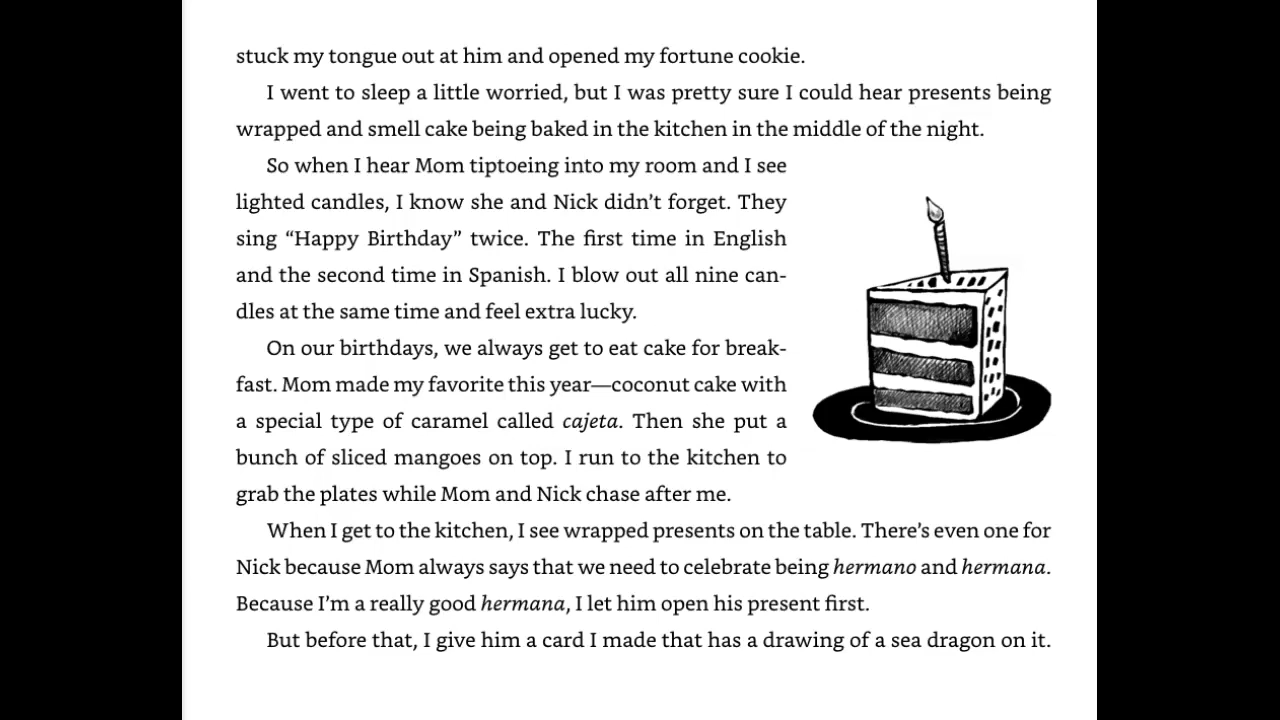 stuck my tongue out at him and opened my fortune cookie.
I went to sleep a little worried, but I was pretty sure I could hear presents being
wrapped and smell cake being baked in the kitchen in the middle of the night.
So when I hear Mom tiptoeing into my room and I see
lighted candles, I know she and Nick didn’t forget. They
sing “Happy Birthday” twice. The first time in English
and the second time in Spanish. I blow out all nine can-
dles at the same time and feel extra lucky.
On our birthdays, we always get to eat cake for break-
fast. Mom made my favorite this year—coconut cake with
a special type of caramel called cajeta. Then she put a
bunch of sliced mangoes on top. I run to the kitchen to
grab the plates while Mom and Nick chase after me.
When I get to the kitchen, I see wrapped presents on the table. There’s even one for
Nick because Mom always says that we need to celebrate being hermano and hermana.
Because I’m a really good hermana, I let him open his present first.
But before that, I give him a card I made that has a drawing of a sea dragon on it.